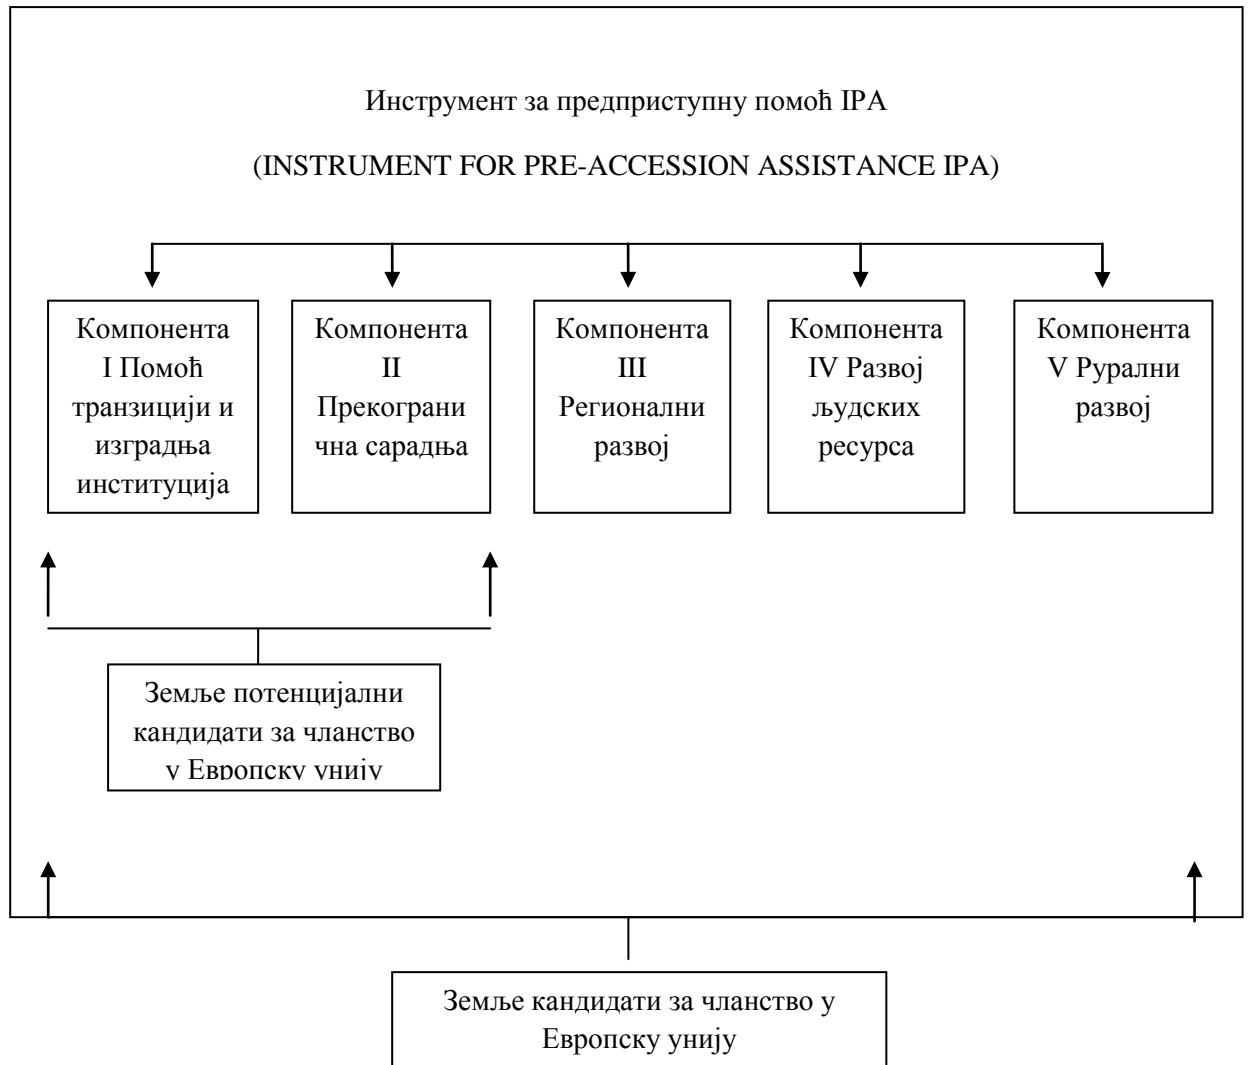 Инструмент за предприступну помоћ IPA
(INSTRUMENT FOR PRE-ACCESSION ASSISTANCE IPA)
Компонента
I Помоћ
транзицији и
изградња
институција
Компонента
II
Прекограни
чна сарадња
Компонента
III
Регионални
развој
Компонента
IV Развој
људских
ресурса
Компонента
V Рурални
развој
Земље потенцијални
кандидати за чланство
у Европску унију
Земље кандидати за чланство у
Европску унију